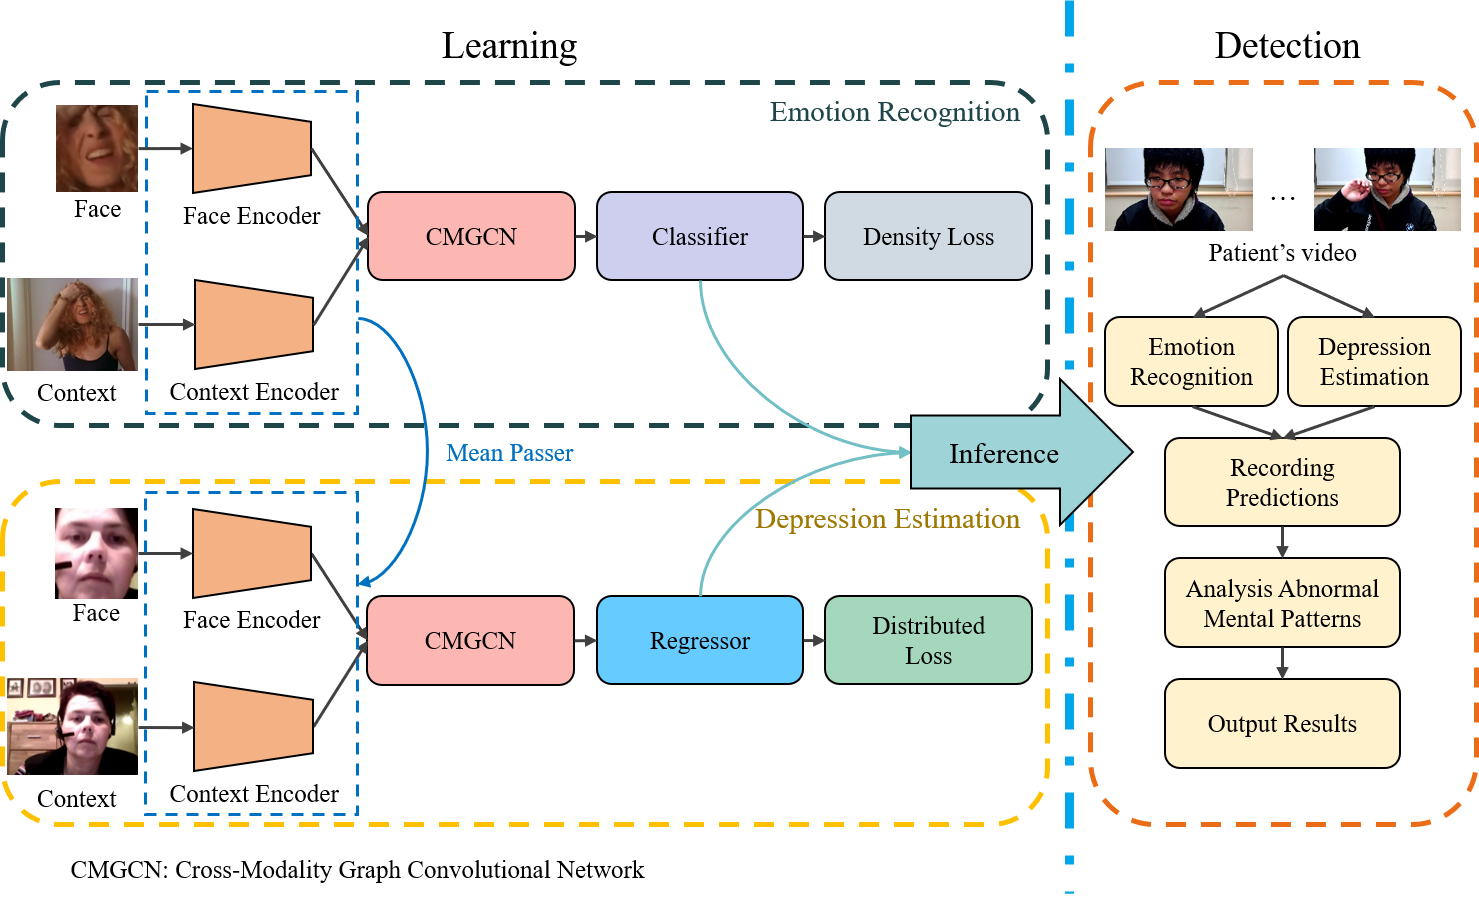 Learning
Detection
Emotion Recognition
Face
Face Encoder
Context
Context Encoder
CMGCN
Classifier
Density Loss
Mean Passer
Inference
Depression Estimation
Face
Face Encoder
Context
Context Encoder
CMGCN
Regressor
Distributed
Loss
CMGCN: Cross-Modality Graph Convolutional Network
...
Patient's video
Emotion
Recognition
Depression
Estimation
Recording
Predictions
Analysis Abnormal
Mental Patterns
Output Results